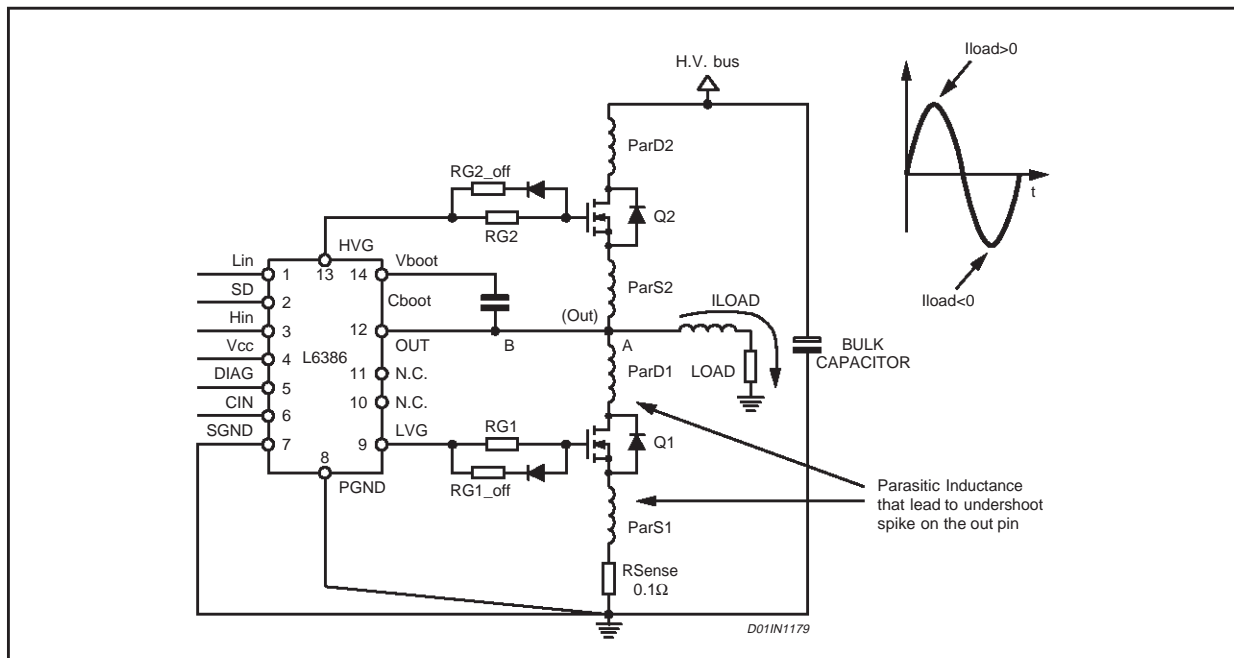 Iload>0
H.V. bus
ParD2
RG2_off
t
RG2
Q2
HVG
Lin
Vboot
1
13
14
ParS2
SD
2
Cboot
ILOAD
Iload<0
Hin
3
12
(Out)
OUT
B
A
Vcc
4
L6386
11
N.C.
ParD1
LOAD
BULK
CAPACITOR
DIAG
5
10
N.C.
CIN
6
LVG
RG1
Q1
SGND
7
9
8
PGND
RG1_off
Parasitic Inductance
that lead to undershoot
spike on the out pin
ParS1
RSense
0.1Ω
D01IN1179